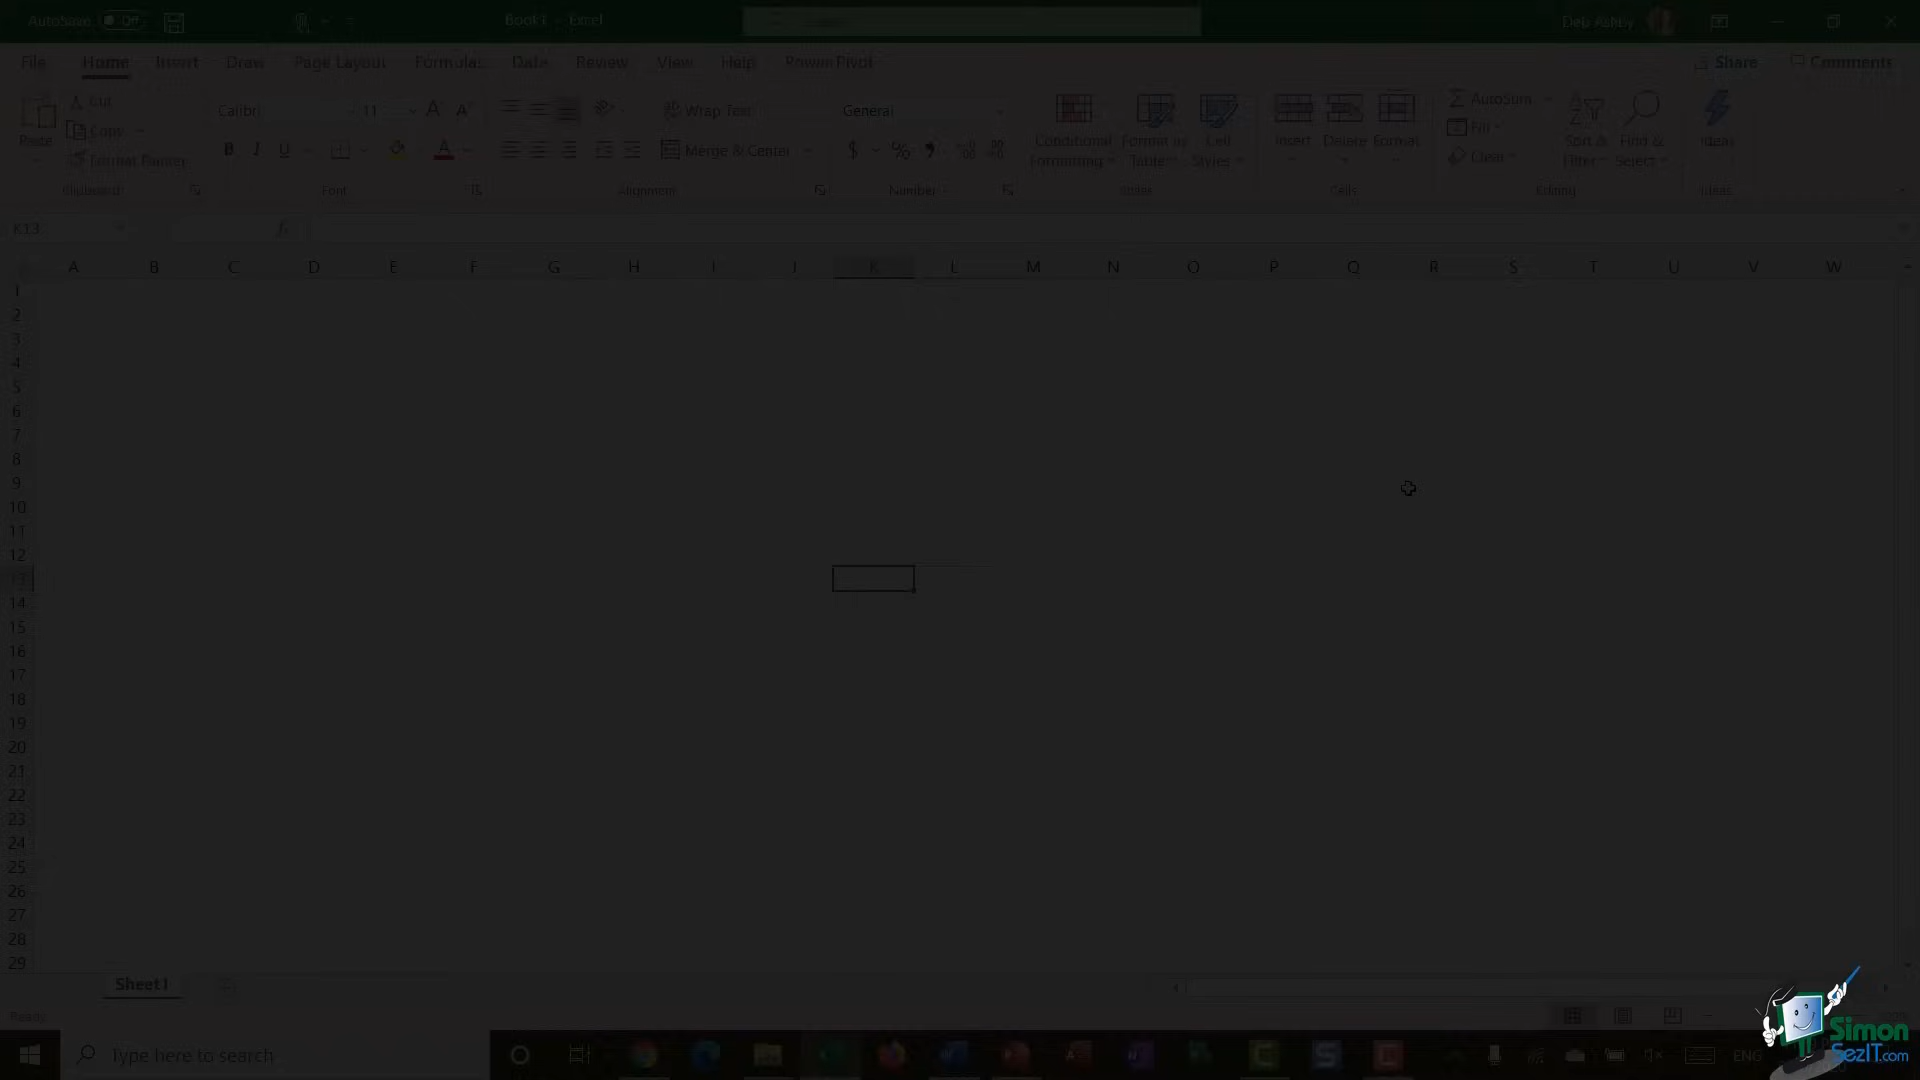 AutoSave Off Book1 - Excel Deb Ashby
File Home Insert Draw Page Layout Formulas Data Review View Help Power Pivot Share Comments
Cut Calibri 11 Wrap Text General AutoSum
Paste Copy Conditional Format as Cell Insert Delete Format Fill Sort & Find & Ideas
Format Painter B I U Merge & Center $ % Formatting Table Styles Clear Filter Select
Clipboard Font Alignment Number Styles Cells Editing Ideas
K13 fx
A B C D E F G H I J K L M N O P Q R S T U V W
1
2
3
4
5
6
7
8
9
10
11
12
13
14
15
16
17
18
19
20
21
22
23
24
25
26
27
28
29
Sheet1
Ready
Type here to search ENG
Simon
SezIT.com